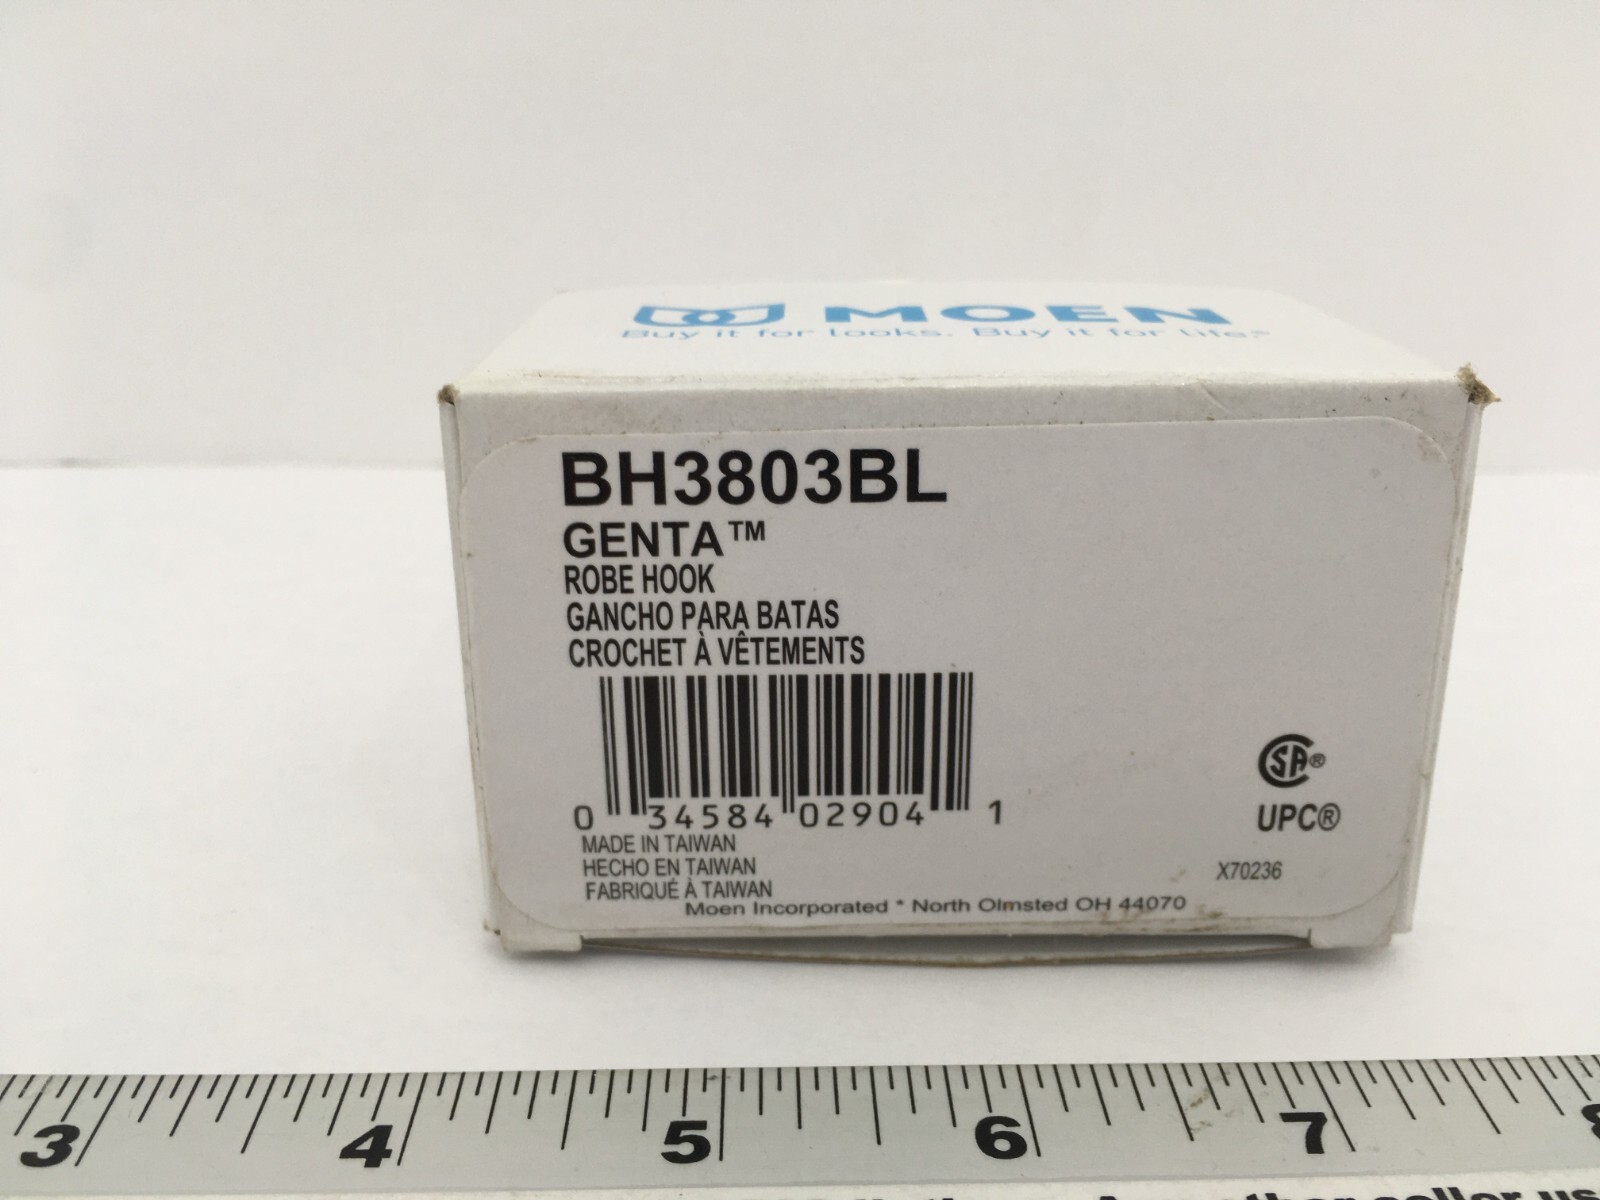 MOEN
Buy it for looks. Buy it for life.®
BH3803BL
GENTA™
ROBE HOOK
GANCHO PARA BATAS
CROCHET À VÊTEMENTS
0 34584 02904 1
MADE IN TAIWAN
HECHO EN TAIWAN
FABRIQUÉ À TAIWAN
Moen Incorporated * North Olmsted OH 44070
SA®
UPC®
X70236
3 4 5 6 7 8